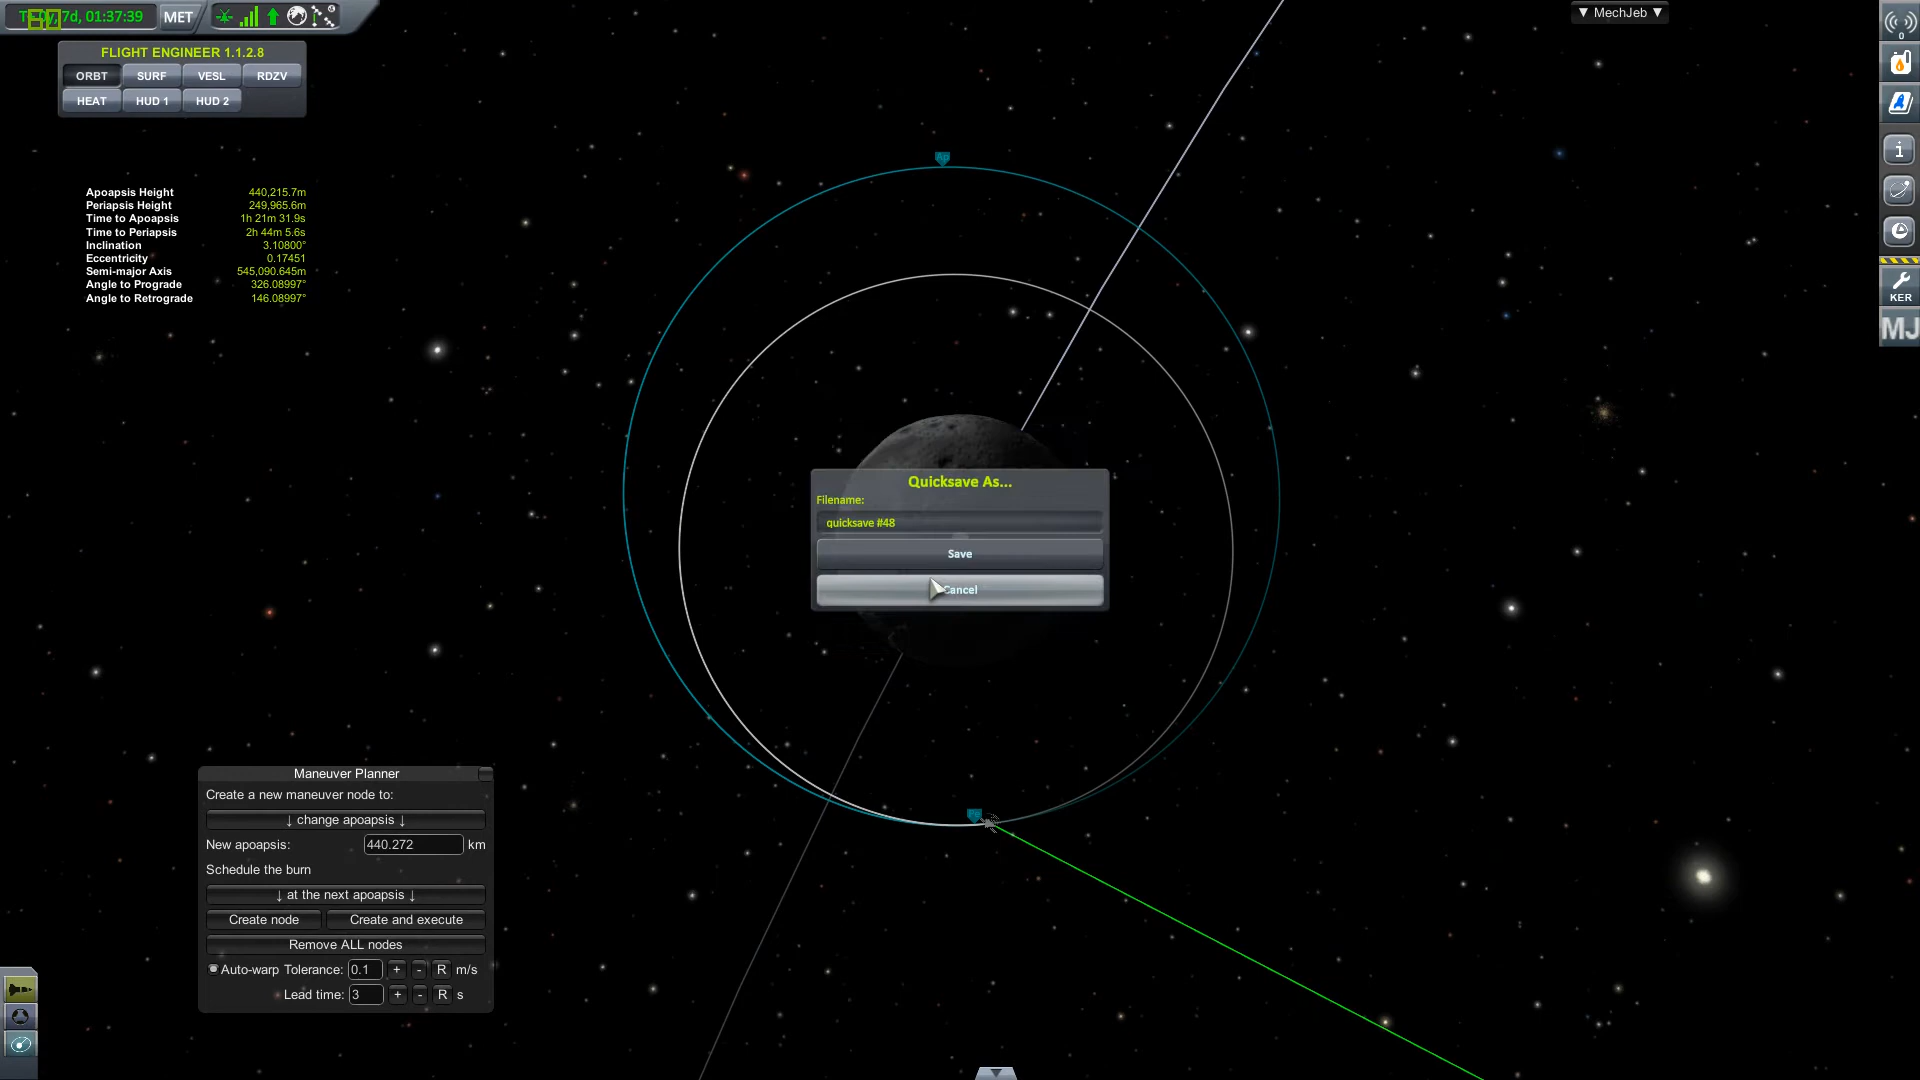 7d, 01:37:39
MET
▼ MechJeb ▼
0
FLIGHT ENGINEER 1.1.2.8
ORBT SURF VESL RDZV
HEAT HUD 1 HUD 2
Ap
Apoapsis Height 440,215.7m
Periapsis Height 249,965.6m
Time to Apoapsis 1h 21m 31.9s
Time to Periapsis 2h 44m 5.6s
Inclination 3.10800°
Eccentricity 0.17451
Semi-major Axis 545,090.645m
Angle to Prograde 326.08997°
Angle to Retrograde 146.08997°
KER
MJ
Quicksave As...
Filename:
quicksave #48
Save
Cancel
Pe
Maneuver Planner
Create a new maneuver node to:
↓ change apoapsis ↓
New apoapsis: 440.272 km
Schedule the burn
↓ at the next apoapsis ↓
Create node Create and execute
Remove ALL nodes
Auto-warp Tolerance: 0.1 + - R m/s
Lead time: 3 + - R s